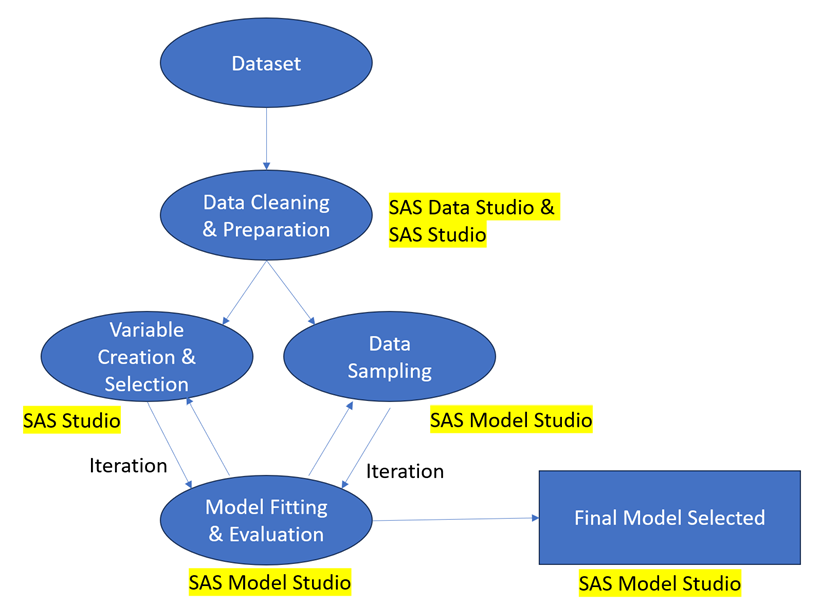 Dataset
Data Cleaning
& Preparation
SAS Data Studio &
SAS Studio
Variable
Creation &
Selection
Data
Sampling
SAS Studio
SAS Model Studio
Iteration
Iteration
Model Fitting
& Evaluation
Final Model Selected
SAS Model Studio
SAS Model Studio